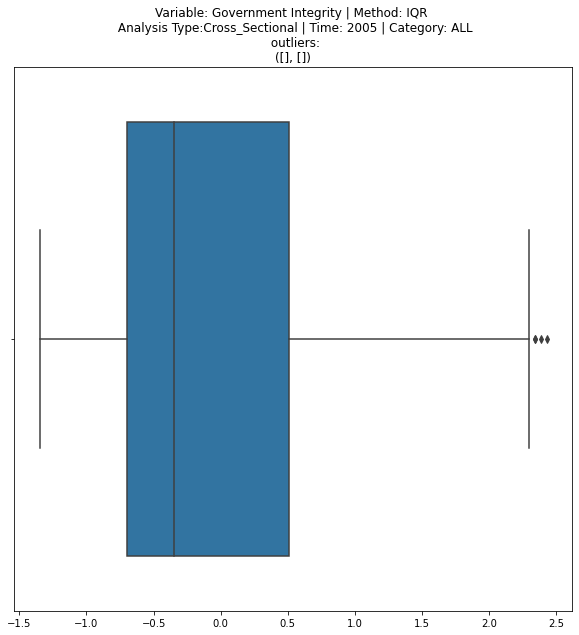 Variable: Government Integrity | Method: IQR
Analysis Type:Cross_Sectional | Time: 2005 | Category: ALL
outliers:
([], [])
−1.5 −1.0 −0.5 0.0 0.5 1.0 1.5 2.0 2.5